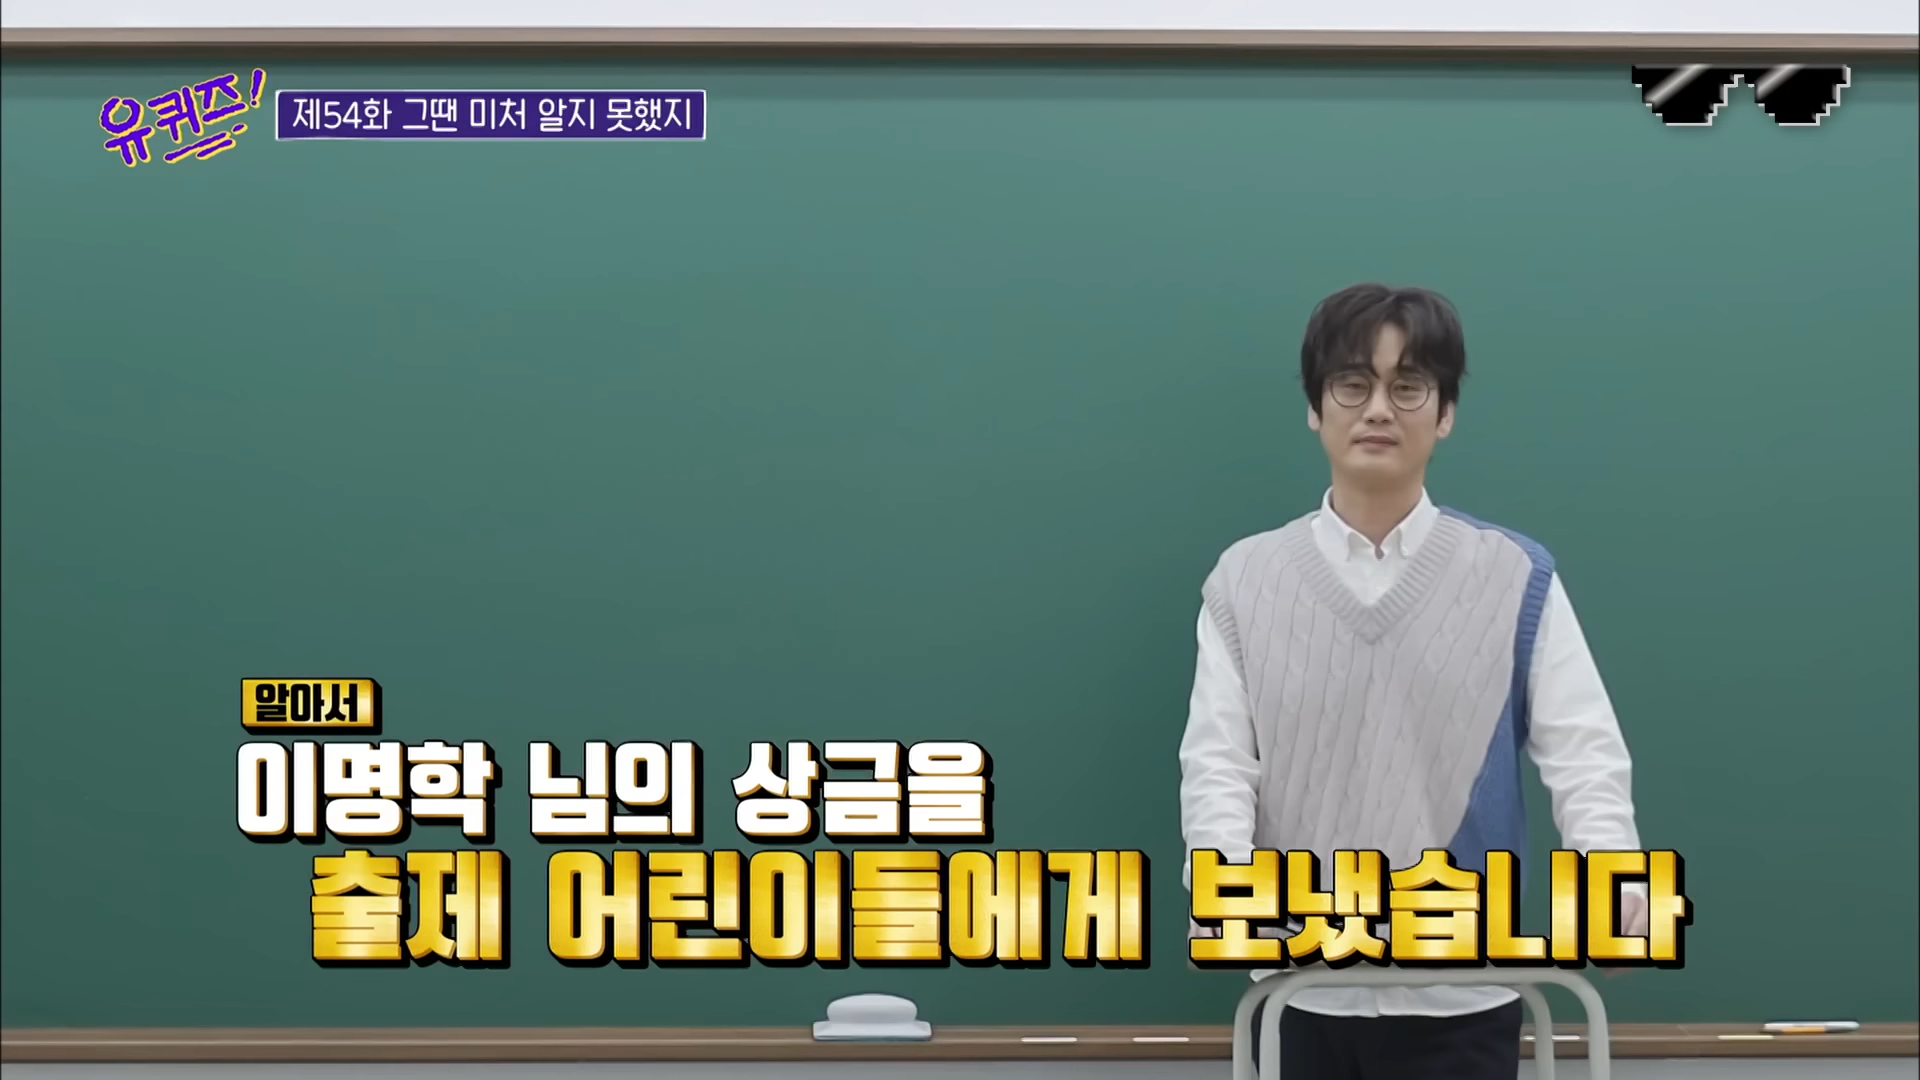 유퀴즈!
제54화 그땐 미처 알지 못했지
알아서
이명학 님의 상금을
출제 어린이들에게 보냈습니다